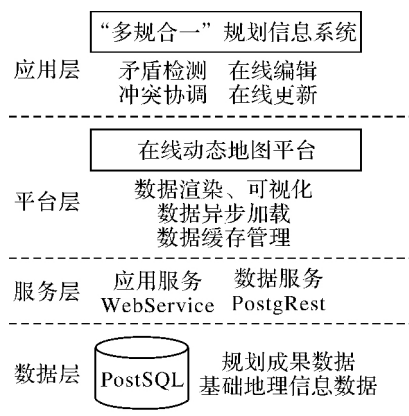 “多规合一”规划信息系统
应用层
矛盾检测 在线编辑
冲突协调 在线更新
在线动态地图平台
平台层
数据渲染、可视化
数据异步加载
数据缓存管理
服务层
应用服务 数据服务
WebService PostgRest
数据层
PostSQL
规划成果数据
基础地理信息数据